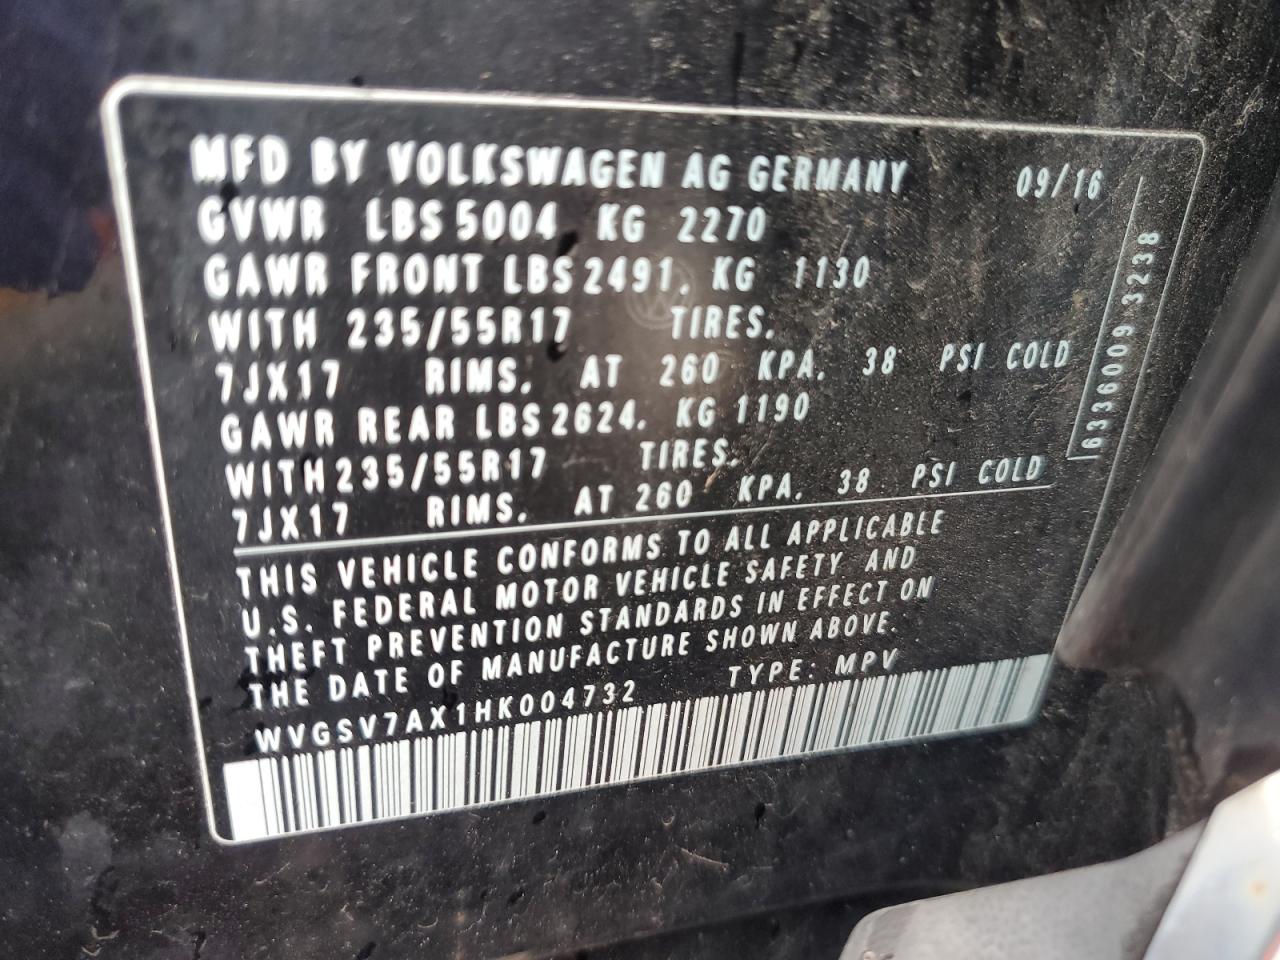 MFD BY VOLKSWAGEN AG GERMANY 09/16
GVWR LBS 5004 KG 2270
GAWR FRONT LBS 2491. KG 1130
WITH 235/55R17 TIRES.
7JX17 RIMS. AT 260 KPA. 38 PSI COLD
GAWR REAR LBS 2624. KG 1190
WITH 235/55R17 TIRES.
7JX17 RIMS. AT 260 KPA. 38 PSI COLD
THIS VEHICLE CONFORMS TO ALL APPLICABLE
U.S. FEDERAL MOTOR VEHICLE SAFETY AND
THEFT PREVENTION STANDARDS IN EFFECT ON
THE DATE OF MANUFACTURE SHOWN ABOVE.
WVGSV7AX1HK004732 TYPE: MPV
6336009 3238